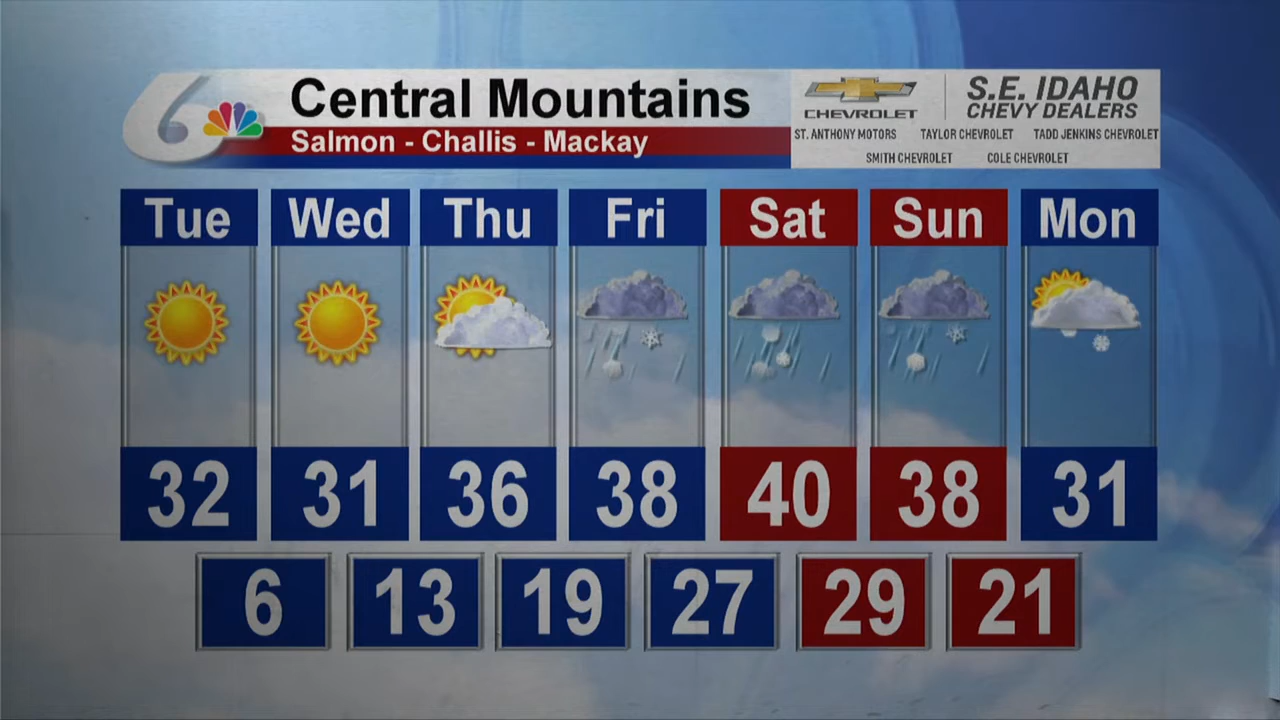 6
Central Mountains
Salmon - Challis - Mackay
CHEVROLET
S.E. IDAHO
CHEVY DEALERS
ST. ANTHONY MOTORS TAYLOR CHEVROLET TADD JENKINS CHEVROLET
SMITH CHEVROLET COLE CHEVROLET
Tue Wed Thu Fri Sat Sun Mon
32 31 36 38 40 38 31
6 13 19 27 29 21